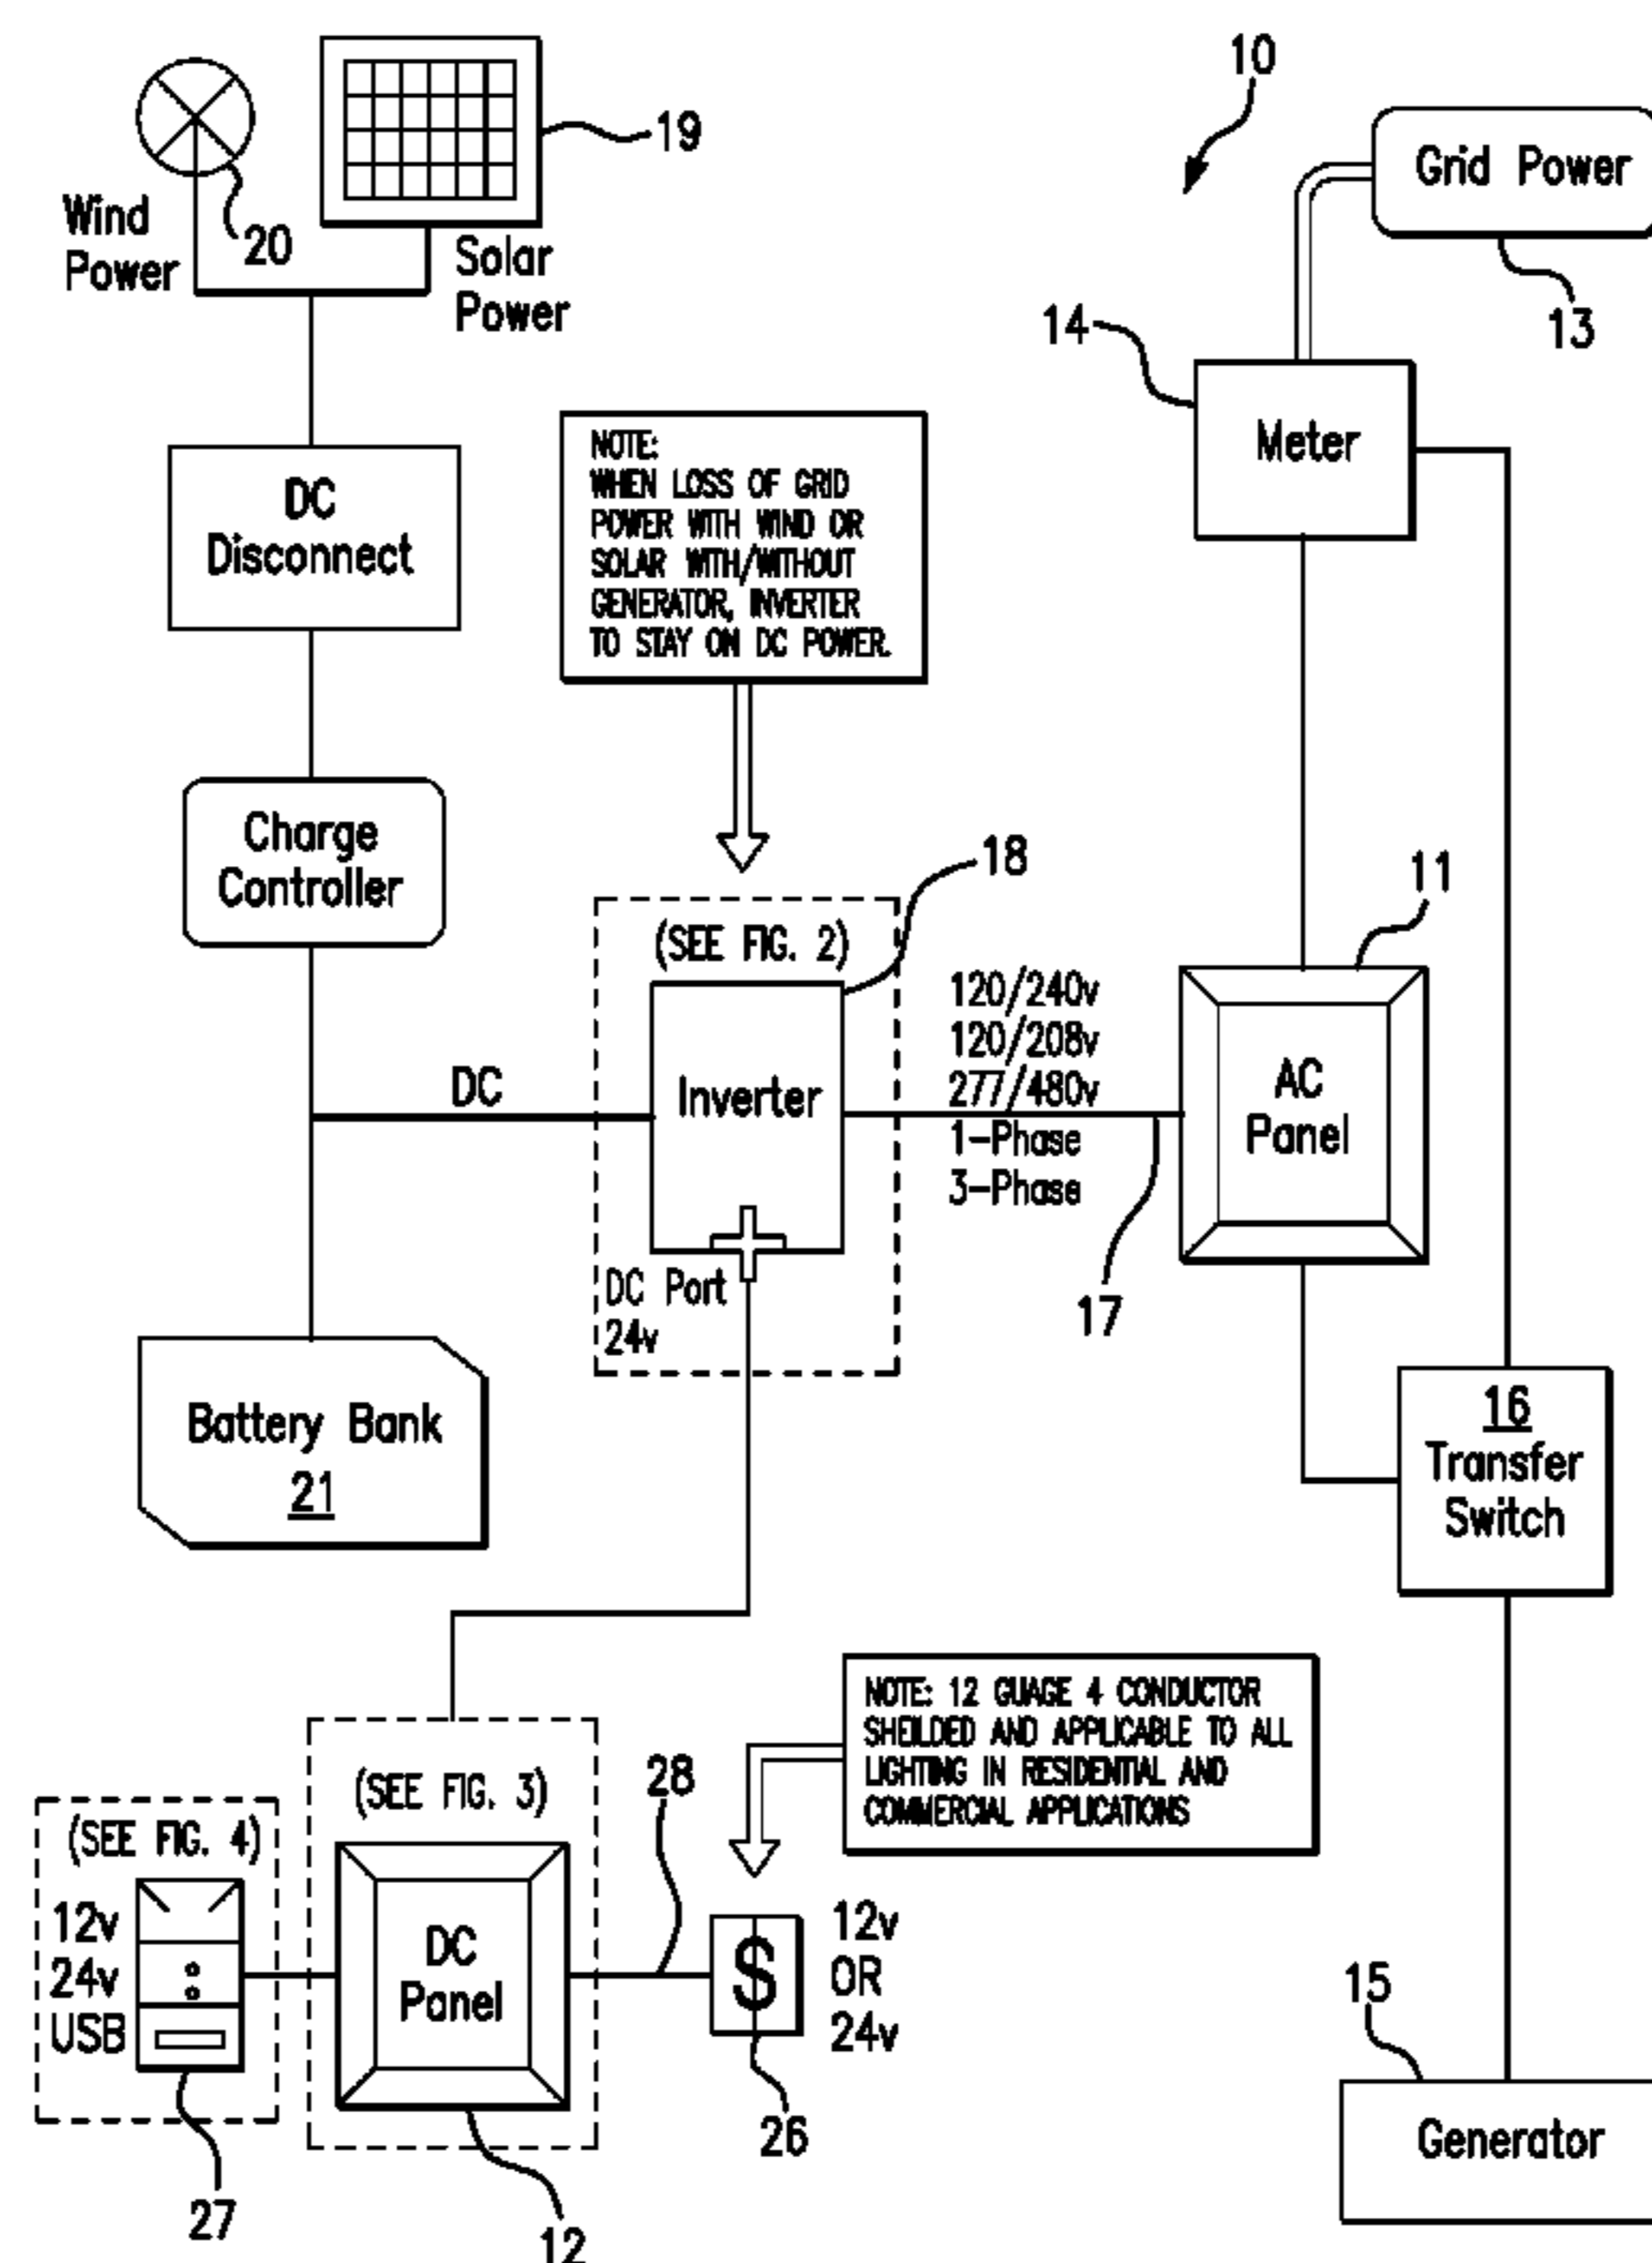 10
Grid Power
13
19
Wind
Power
20
Solar
Power
14
Meter
DC
Disconnect
NOTE:
WHEN LOSS OF GRID
POWER WITH WIND OR
SOLAR WITH/WITHOUT
GENERATOR, INVERTER
TO STAY ON DC POWER.
Charge
Controller
18
11
(SEE FIG. 2)
120/240v
120/208v
277/480v
1-Phase
3-Phase
DC
Inverter
AC
Panel
DC Port
24v
17
Battery Bank
21
16
Transfer
Switch
NOTE: 12 GUAGE 4 CONDUCTOR
SHEILDED AND APPLICABLE TO ALL
LIGHTING IN RESIDENTIAL AND
COMMERCIAL APPLICATIONS
28
(SEE FIG. 3)
(SEE FIG. 4)
12v
24v
USB
DC
Panel
$
12v
OR
24v
15
26
Generator
27
12